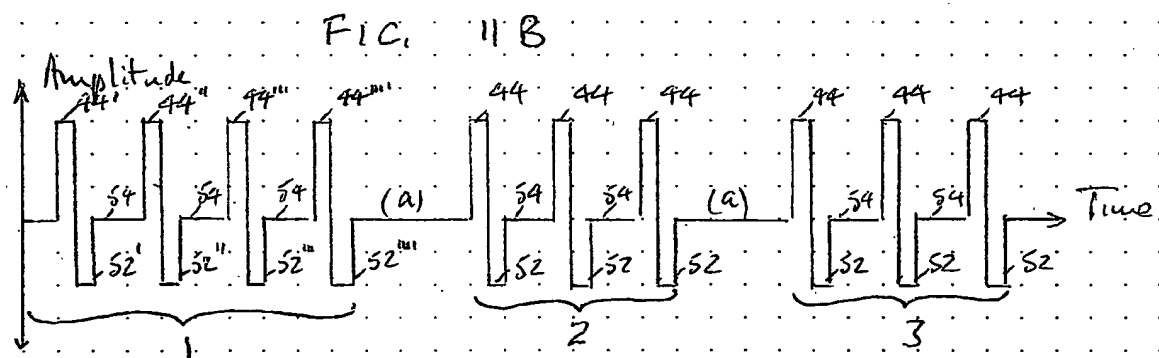 FIG. 11B
Amplitude
44' 44" 44''' 44'''' 44 44 44 44 44 44
54 54 54 (a) 54 54 (a) 54 54 Time
52' 52" 52''' 52'''' 52 52 52 52 52 52
1 2 3